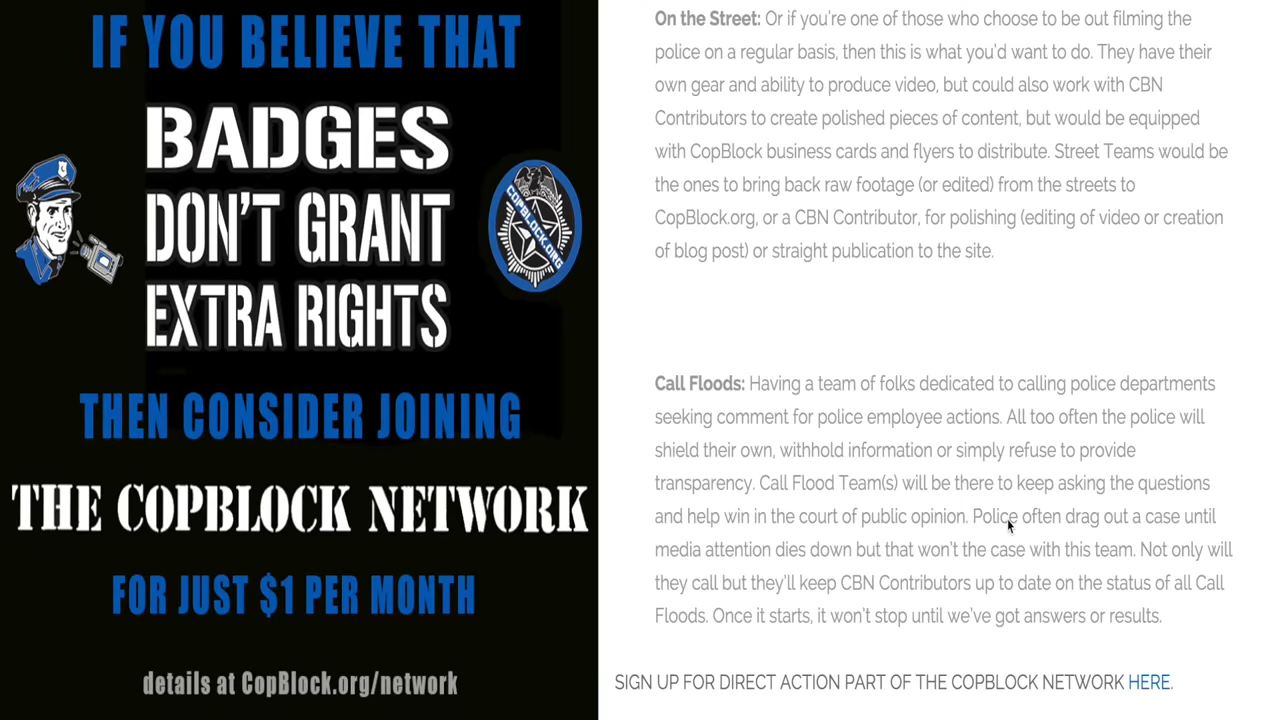 IF YOU BELIEVE THAT
BADGES
DON'T GRANT
EXTRA RIGHTS
COPBLOCK.ORG
THEN CONSIDER JOINING
THE COPBLOCK NETWORK
FOR JUST $1 PER MONTH
details at CopBlock.org/network
On the Street: Or if you're one of those who choose to be out filming the
police on a regular basis, then this is what you'd want to do. They have their
own gear and ability to produce video, but could also work with CBN
Contributors to create polished pieces of content, but would be equipped
with CopBlock business cards and flyers to distribute. Street Teams would be
the ones to bring back raw footage (or edited) from the streets to
CopBlock.org, or a CBN Contributor, for polishing (editing of video or creation
of blog post) or straight publication to the site.
Call Floods: Having a team of folks dedicated to calling police departments
seeking comment for police employee actions. All too often the police will
shield their own, withhold information or simply refuse to provide
transparency. Call Flood Team(s) will be there to keep asking the questions
and help win in the court of public opinion. Police often drag out a case until
media attention dies down but that won't the case with this team. Not only will
they call but they'll keep CBN Contributors up to date on the status of all Call
Floods. Once it starts, it won't stop until we've got answers or results.
SIGN UP FOR DIRECT ACTION PART OF THE COPBLOCK NETWORK HERE.